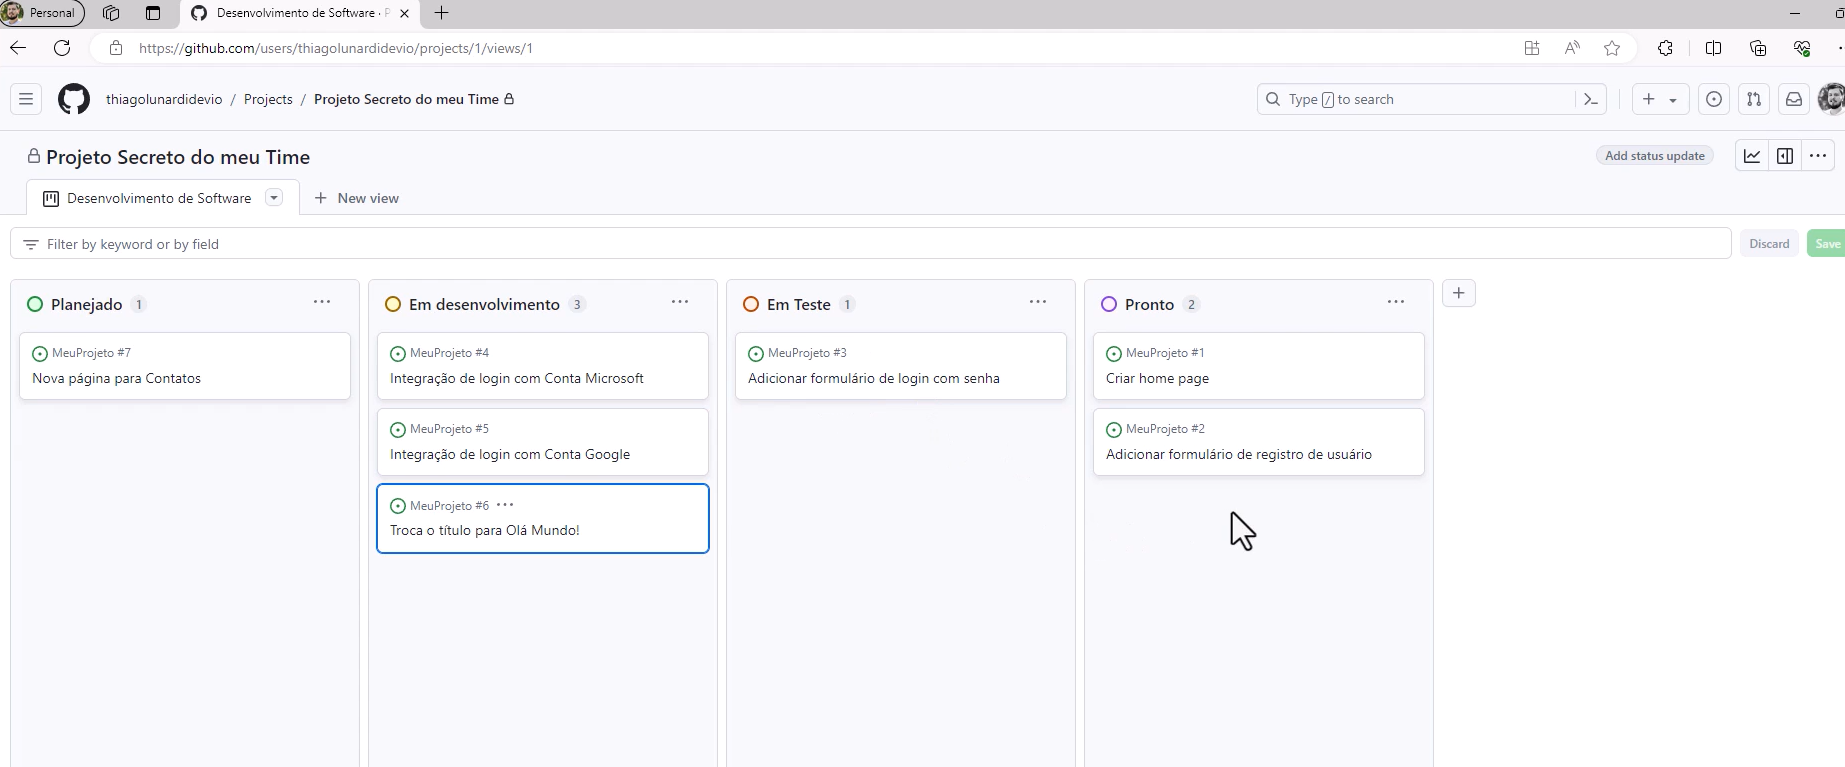 Personal
Desenvolvimento de Software · P
https://github.com/users/thiagolunardidevio/projects/1/views/1
thiagolunardidevio / Projects / Projeto Secreto do meu Time
Type / to search
Projeto Secreto do meu Time
Add status update
Desenvolvimento de Software
New view
Filter by keyword or by field
Discard
Save
Planejado 1
MeuProjeto #7
Nova página para Contatos
Em desenvolvimento 3
MeuProjeto #4
Integração de login com Conta Microsoft
MeuProjeto #5
Integração de login com Conta Google
MeuProjeto #6
Troca o título para Olá Mundo!
Em Teste 1
MeuProjeto #3
Adicionar formulário de login com senha
Pronto 2
MeuProjeto #1
Criar home page
MeuProjeto #2
Adicionar formulário de registro de usuário